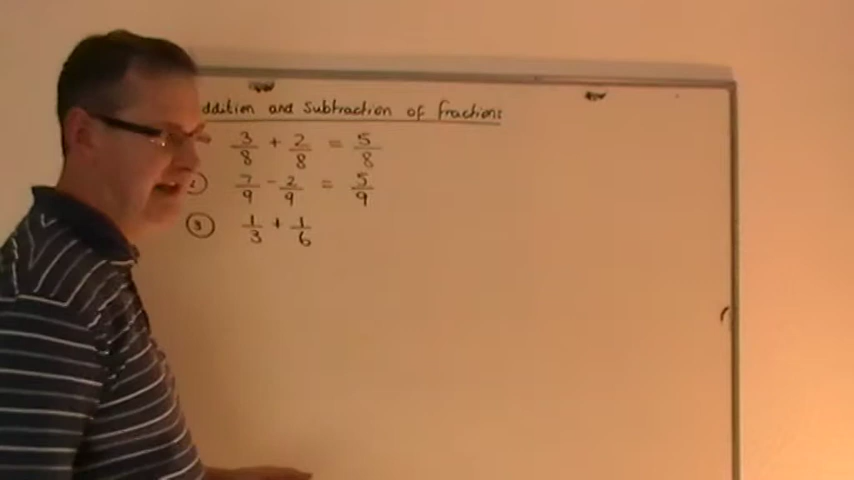 ddition and Subtraction of fractions
3/8 + 2/8 = 5/8
7/9 - 2/9 = 5/9
③ 1/3 + 1/6